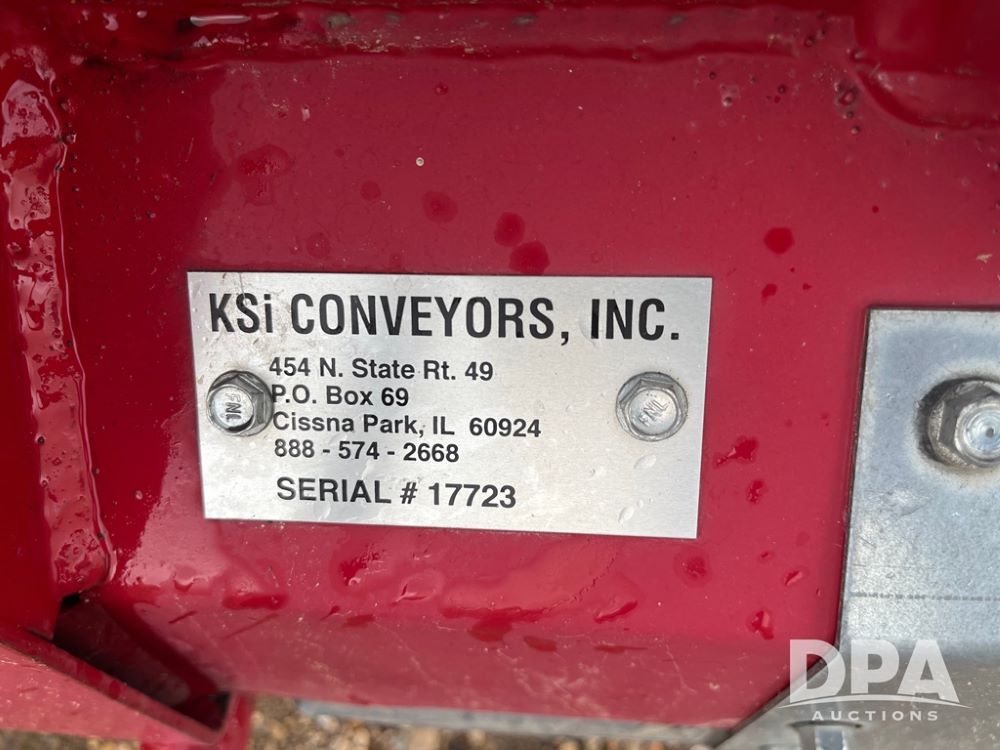 KSi CONVEYORS, INC.
454 N. State Rt. 49
P.O. Box 69
Cissna Park, IL 60924
888 - 574 - 2668
SERIAL # 17723
FNL
FNL
DPA
AUCTIONS